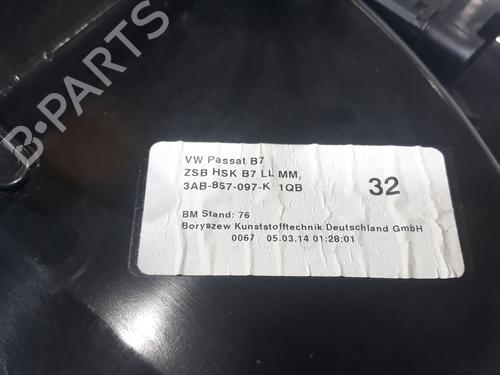 B-PARTS
VW Passat B7
ZSB HSK B7 LL MM,
3AB-857-097-K 1QB
32
BM Stand: 76
Boryszew Kunststofftechnik Deutschland GmbH
0067 05.03.14 01:28:01